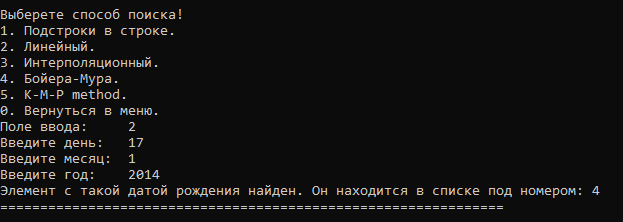 Выберете способ поиска!
1. Подстроки в строке.
2. Линейный.
3. Интерполяционный.
4. Бойера-Мура.
5. K-M-P method.
0. Вернуться в меню.
Поле ввода:     2
Введите день:   17
Введите месяц:  1
Введите год:    2014
Элемент с такой датой рождения найден. Он находится в списке под номером: 4
===============================================================